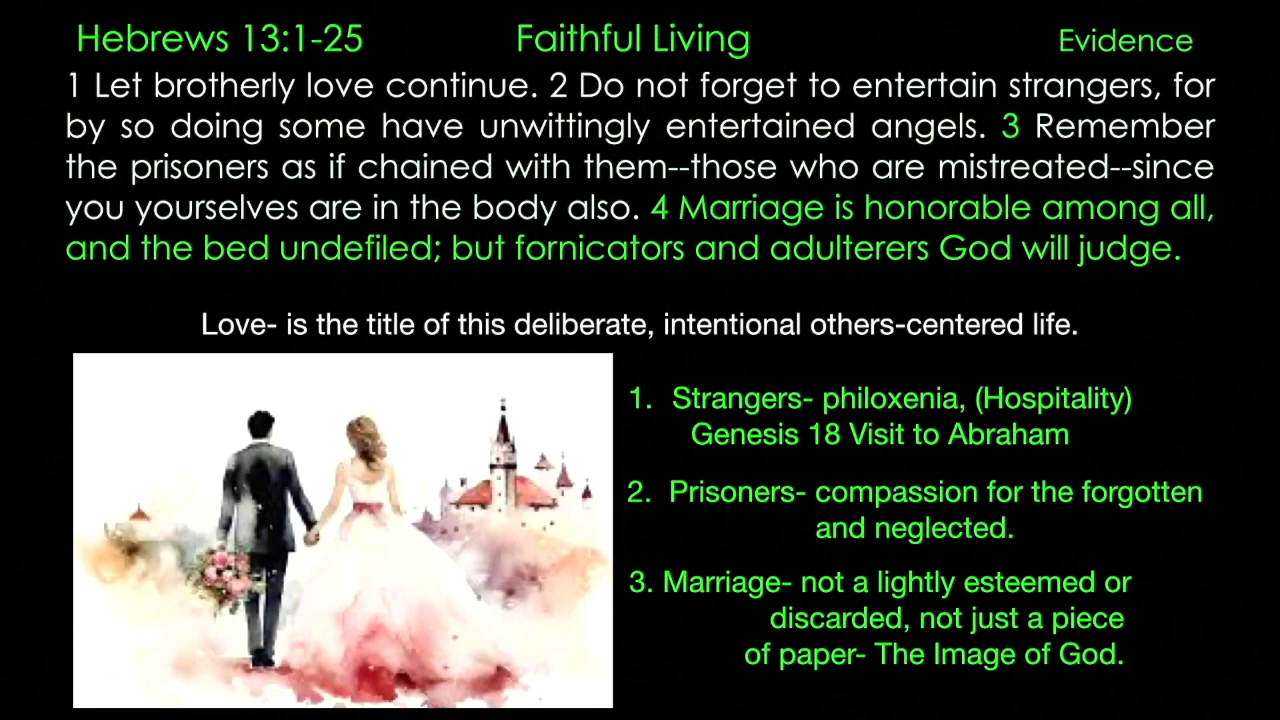 Hebrews 13:1-25 Faithful Living Evidence
1 Let brotherly love continue. 2 Do not forget to entertain strangers, for
by so doing some have unwittingly entertained angels. 3 Remember
the prisoners as if chained with them--those who are mistreated--since
you yourselves are in the body also. 4 Marriage is honorable among all,
and the bed undefiled; but fornicators and adulterers God will judge.
Love- is the title of this deliberate, intentional others-centered life.
1. Strangers- philoxenia, (Hospitality)
Genesis 18 Visit to Abraham
2. Prisoners- compassion for the forgotten
and neglected.
3. Marriage- not a lightly esteemed or
discarded, not just a piece
of paper- The Image of God.